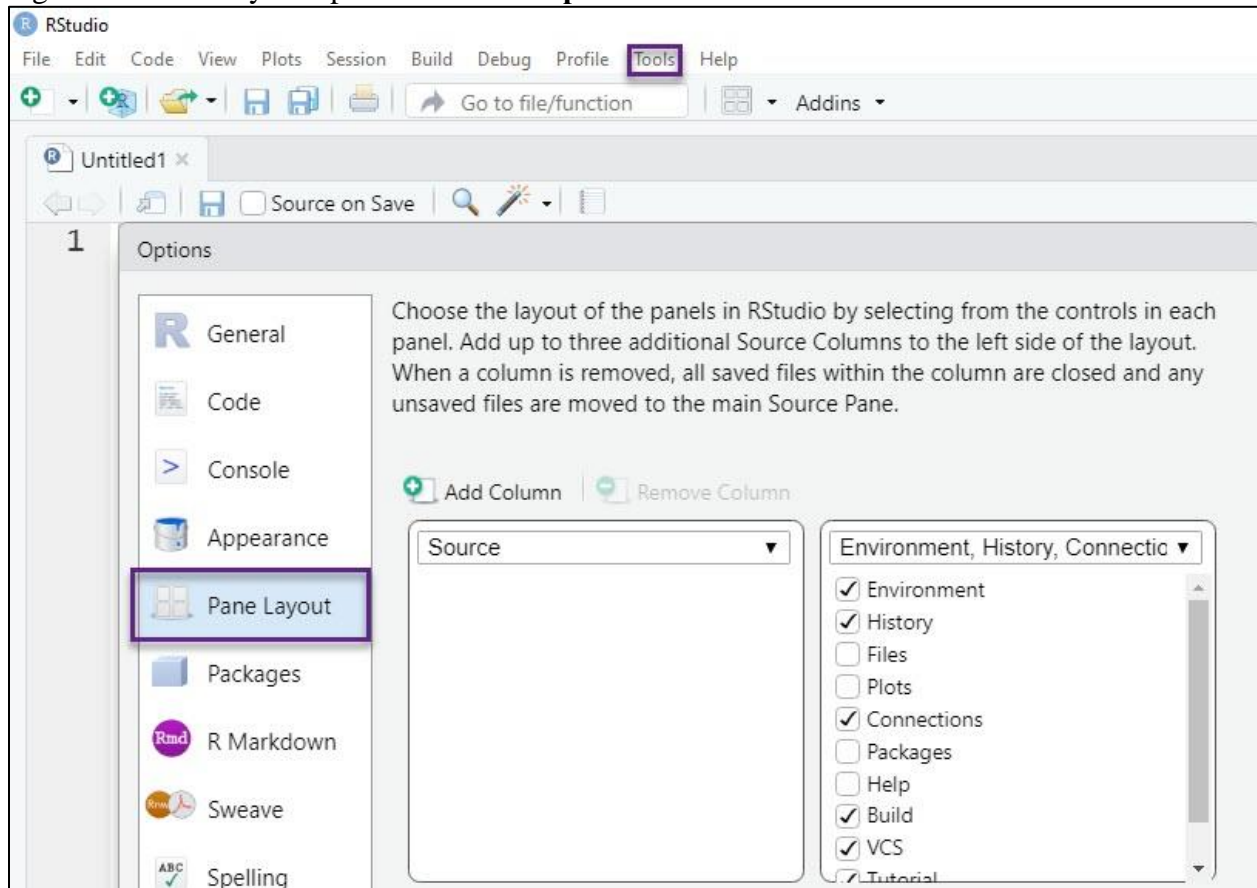 RStudio
File Edit Code View Plots Session Build Debug Profile Tools Help
Go to file/function Addins
Untitled1
Source on Save
1
Options
General
Choose the layout of the panels in RStudio by selecting from the controls in each
panel. Add up to three additional Source Columns to the left side of the layout.
When a column is removed, all saved files within the column are closed and any
unsaved files are moved to the main Source Pane.
Code
Console
Add Column Remove Column
Appearance
Source
Environment, History, Connectic
Environment
Pane Layout
History
Files
Plots
Packages
Connections
Rmd R Markdown
Packages
Help
Sweave
Build
VCS
ABC Spelling
Tutorial